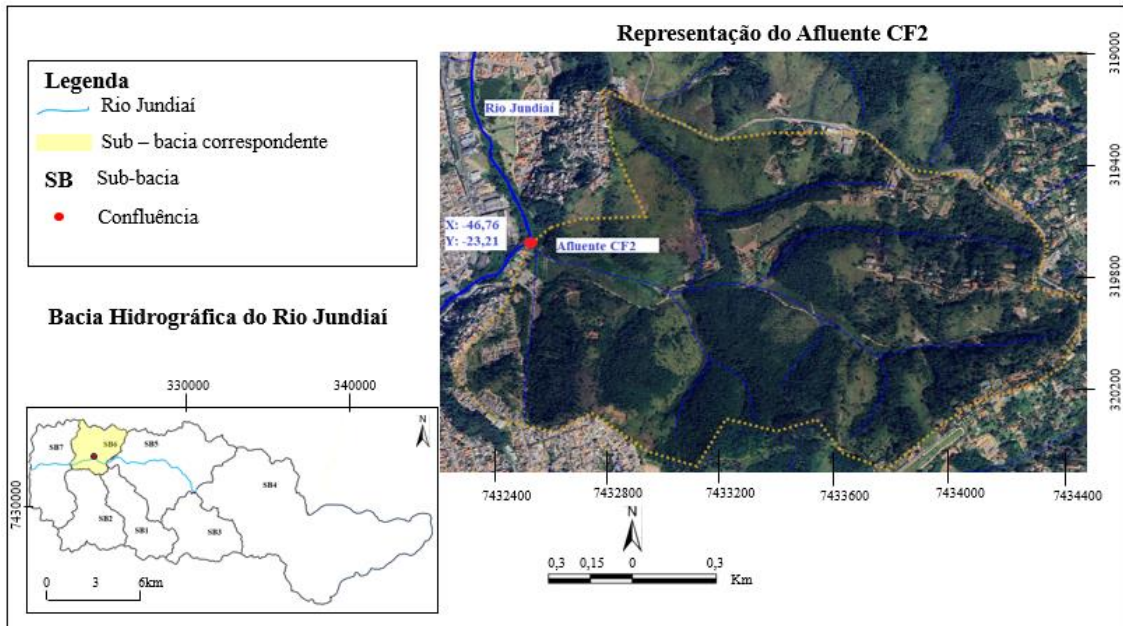 Representação do Afluente CF2
Legenda
Rio Jundiaí
Sub – bacia correspondente
SB Sub-bacia
Confluência
Bacia Hidrográfica do Rio Jundiaí
330000
340000
N
SB7
SB6
SB5
SB4
SB2
SB1
SB3
7430000
0 3 6km
Rio Jundiaí
X: -46,76
Y: -23,21
Afluente CF2
319000
319400
319800
320200
7432400 7432800 7433200 7433600 7434000 7434400
N
0,3 0,15 0 0,3
Km